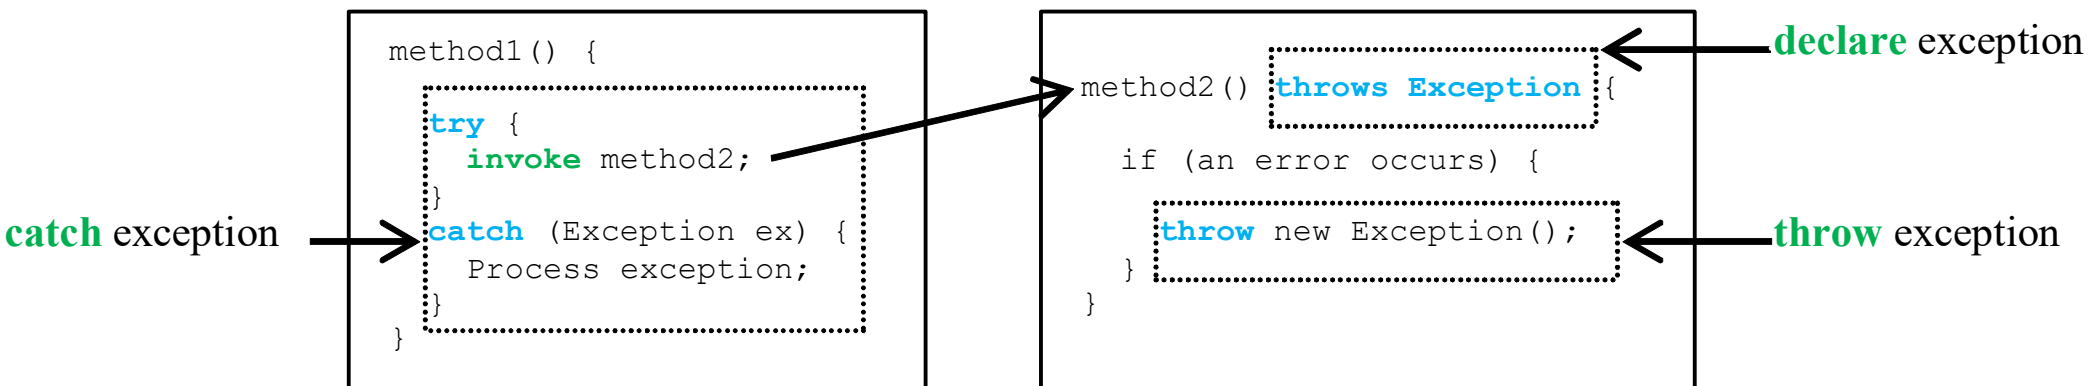 method1() {
try {
invoke method2;
}
catch (Exception ex) {
Process exception;
}
}
catch exception
method2() throws Exception {
if (an error occurs) {
throw new Exception();
}
}
declare exception
throw exception